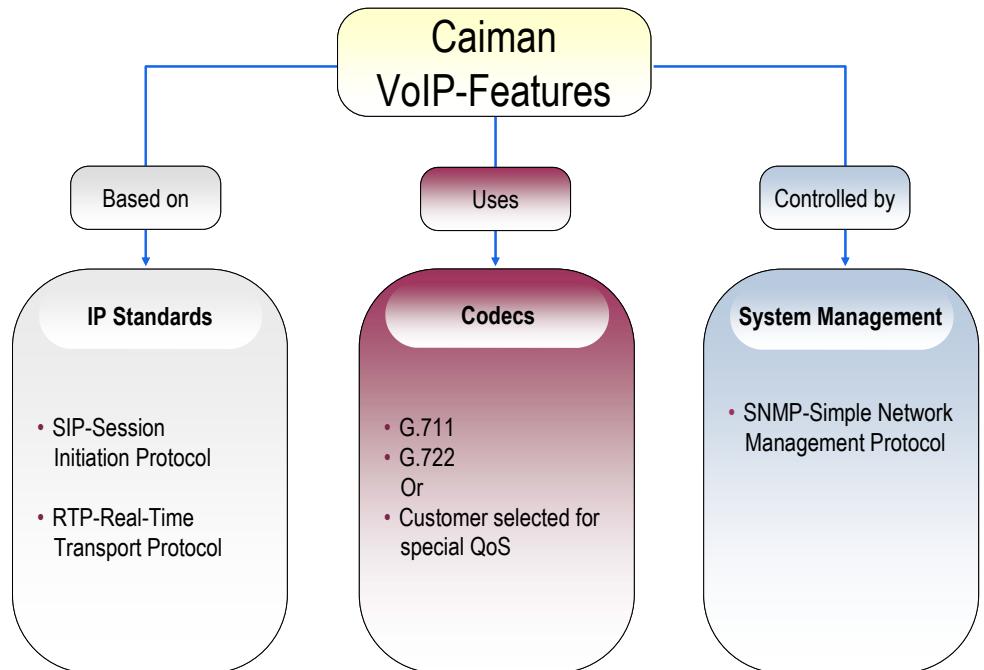 Caiman
VoIP-Features
Based on
Uses
Controlled by
IP Standards
• SIP-Session
Initiation Protocol
• RTP-Real-Time
Transport Protocol
Codecs
• G.711
• G.722
Or
• Customer selected for
special QoS
System Management
• SNMP-Simple Network
Management Protocol